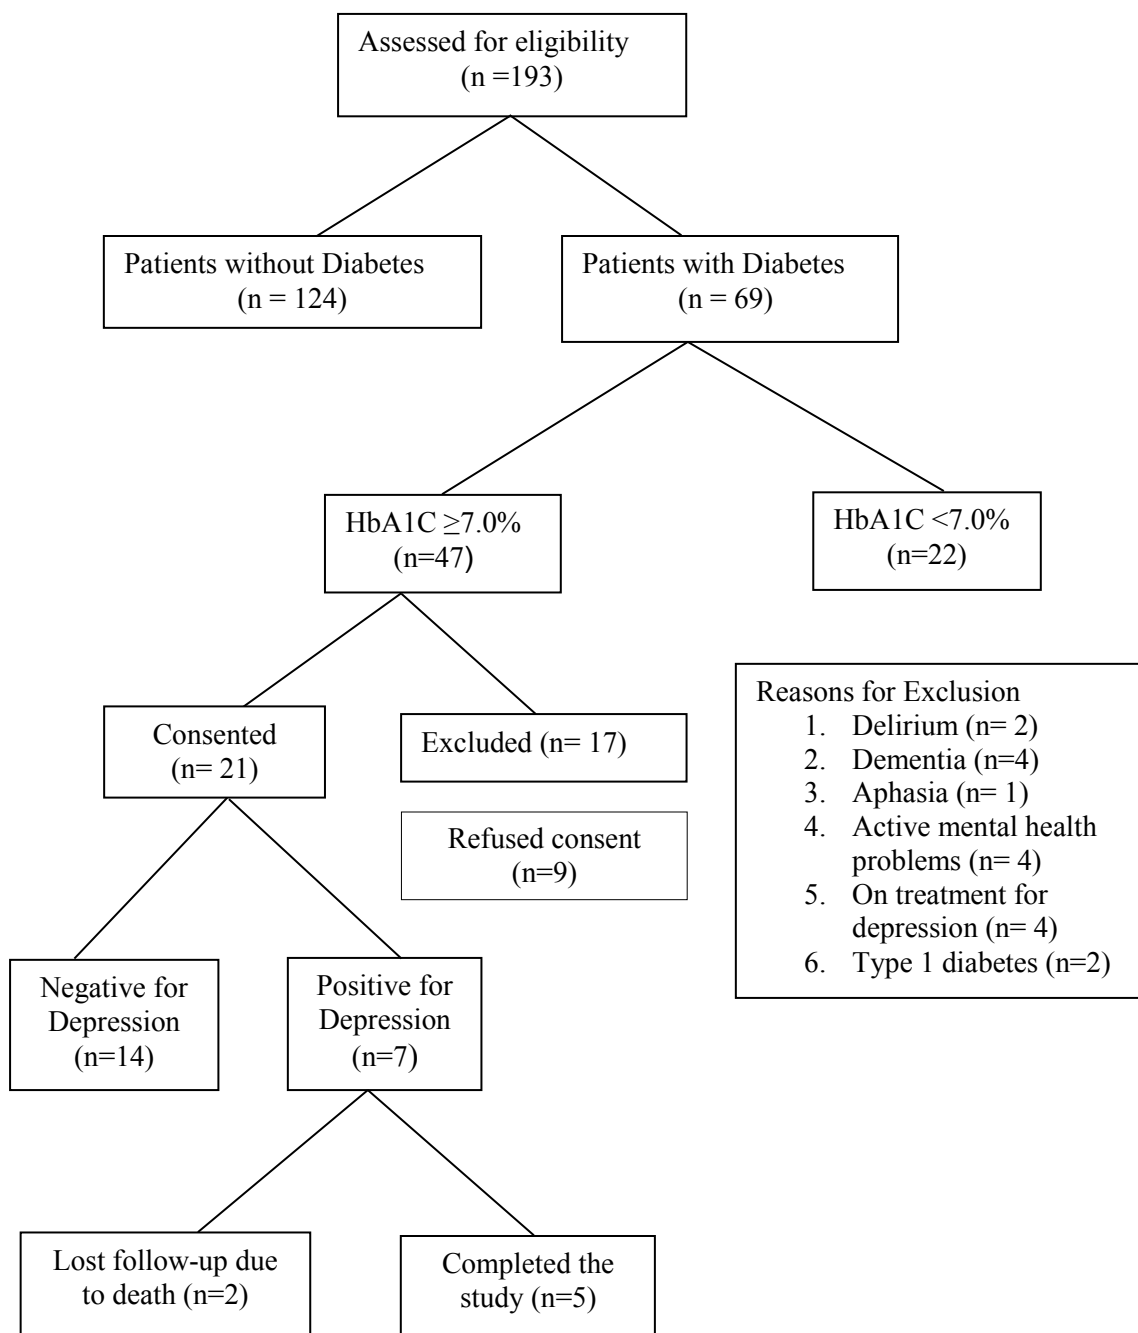 Assessed for eligibility
(n =193)
Patients without Diabetes
(n = 124)
Patients with Diabetes
(n = 69)
HbA1C ≥7.0%
(n=47)
HbA1C <7.0%
(n=22)
Consented
(n= 21)
Excluded (n= 17)
Refused consent
(n=9)
Reasons for Exclusion
1. Delirium (n= 2)
2. Dementia (n=4)
3. Aphasia (n= 1)
4. Active mental health
problems (n= 4)
5. On treatment for
depression (n= 4)
6. Type 1 diabetes (n=2)
Negative for
Depression
(n=14)
Positive for
Depression
(n=7)
Lost follow-up due
to death (n=2)
Completed the
study (n=5)